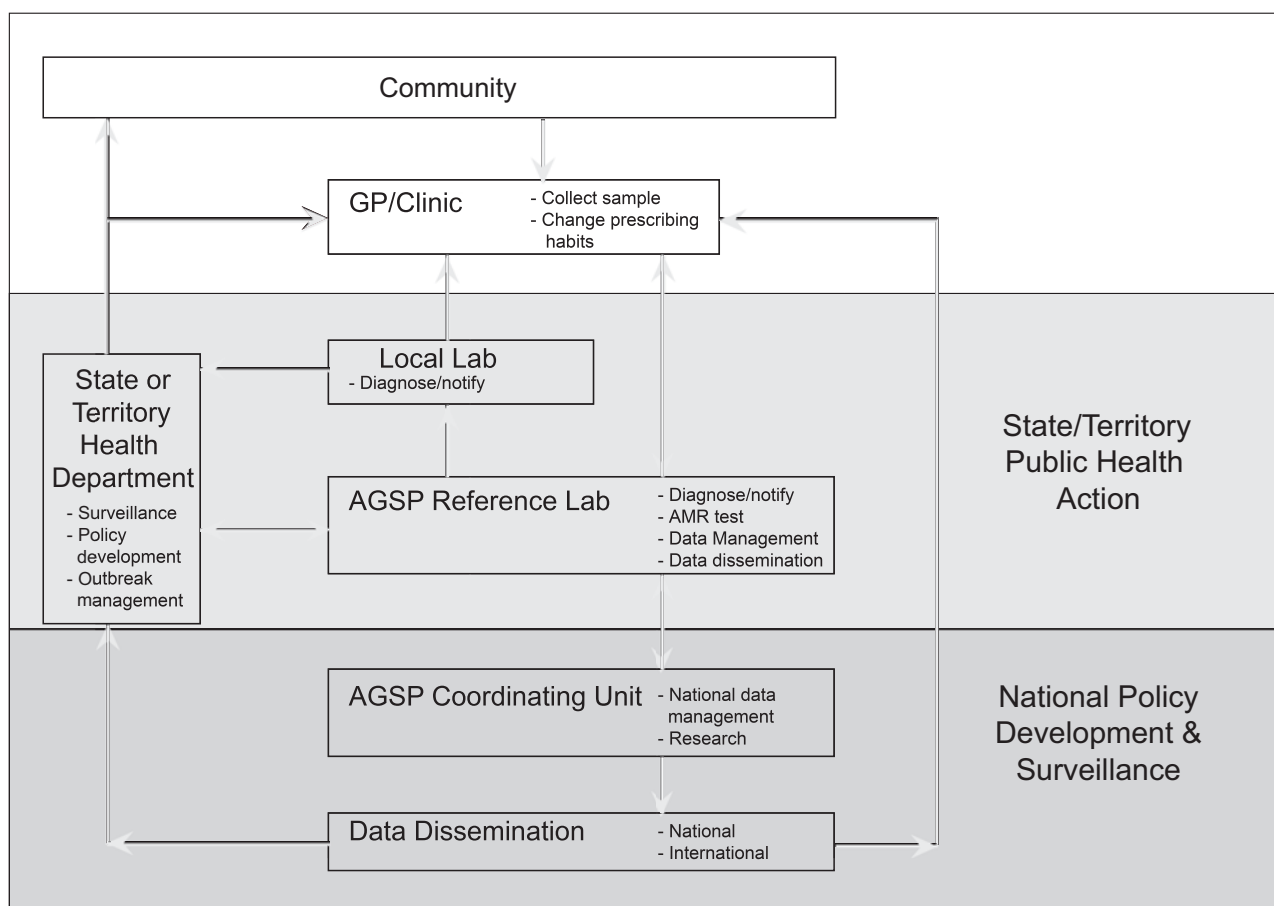 Community
GP/Clinic
- Collect sample
- Change prescribing
habits
Local Lab
- Diagnose/notify
State or
Territory
Health
Department
- Surveillance
- Policy
development
- Outbreak
management
AGSP Reference Lab
- Diagnose/notify
- AMR test
- Data Management
- Data dissemination
State/Territory
Public Health
Action
AGSP Coordinating Unit
- National data
management
- Research
National Policy
Development &
Surveillance
Data Dissemination
- National
- International